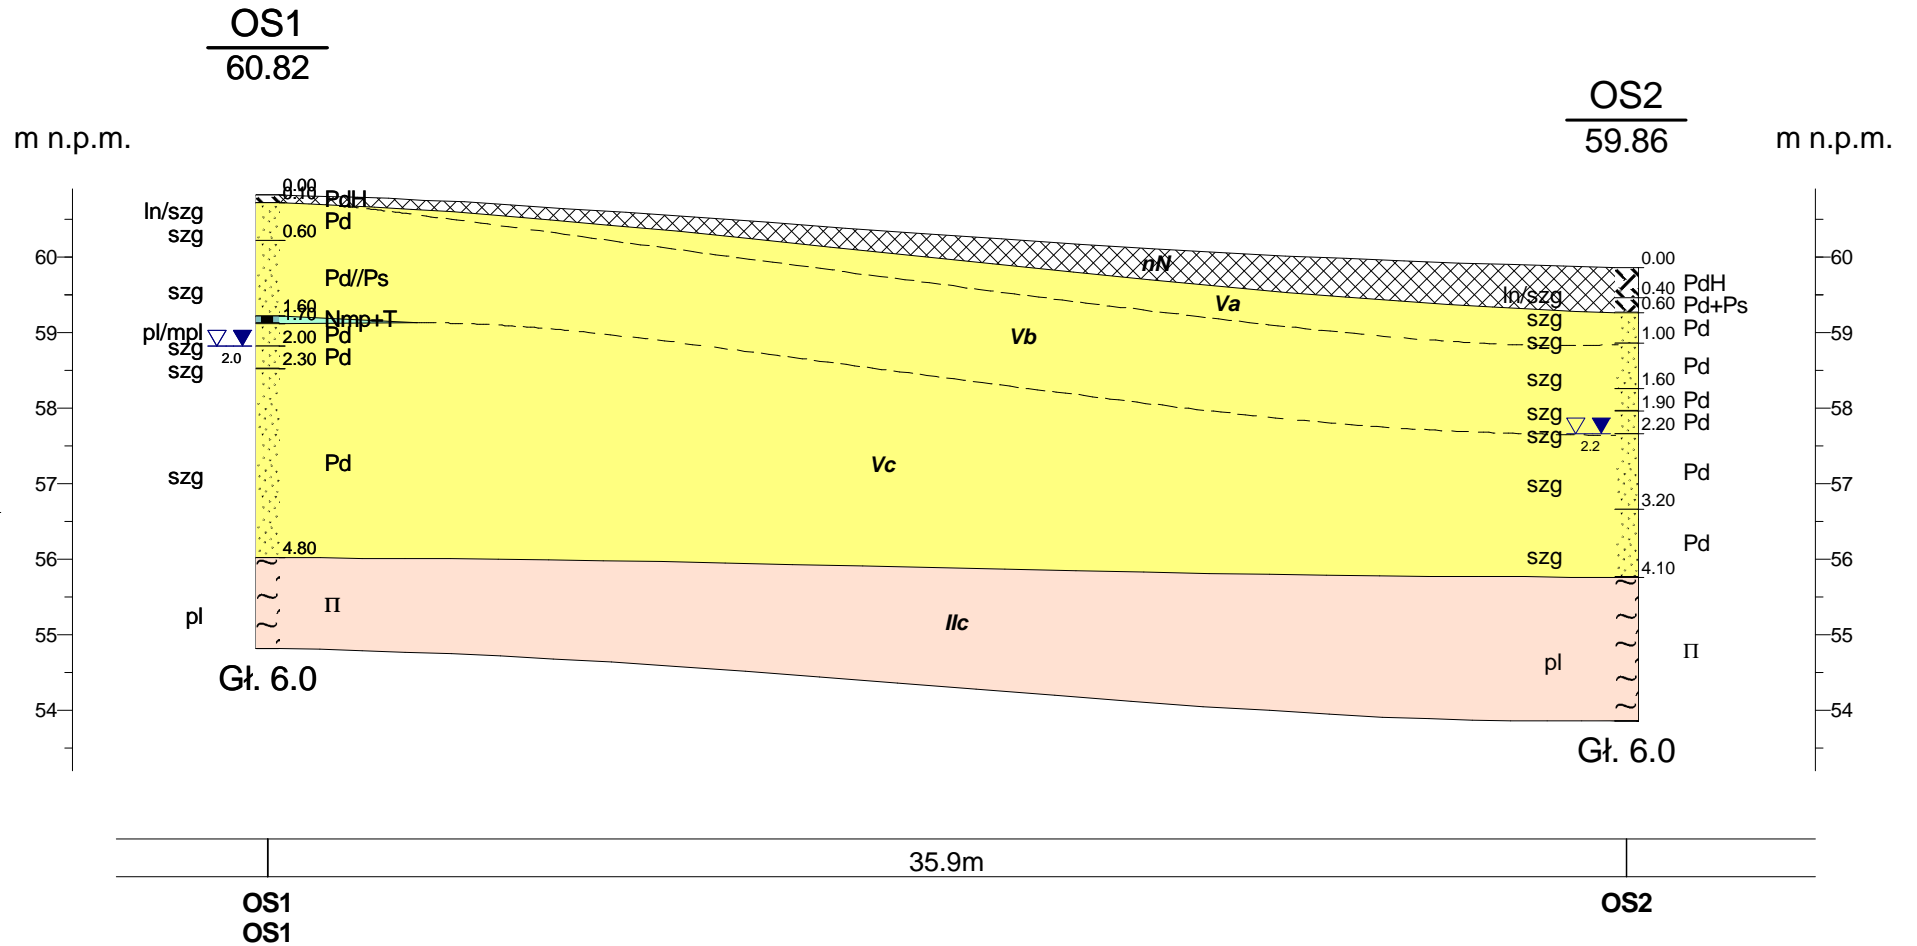 OS1
60.82
OS2
59.86
m n.p.m.
m n.p.m.
0.00
0.10
PdH
ln/szg
Pd
szg
0.60
60
Pd//Ps
szg
1.60
1.70
Nmp+T
59
pl/mpl
2.00
Pd
szg
2.0
2.30
Pd
szg
58
Pd
szg
57
4.80
56
П
pl
55
Gł. 6.0
54
nN
Va
Vb
Vc
IIc
0.00
60
PdH
0.40
ln/szg
0.60
Pd+Ps
szg
Pd
1.00
59
szg
Pd
szg
1.60
Pd
1.90
58
szg
Pd
2.20
szg
2.2
Pd
szg
57
3.20
Pd
szg
56
4.10
55
П
pl
54
Gł. 6.0
35.9m
OS1
OS2
OS1